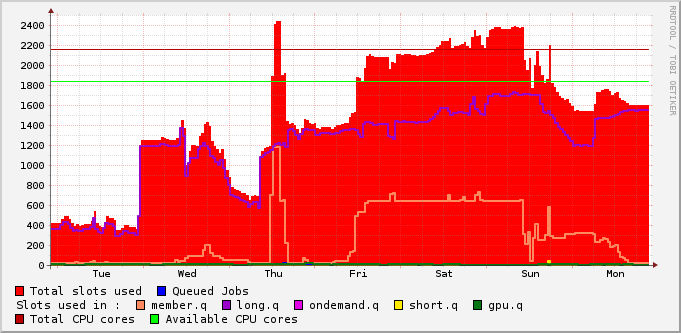 2400
2200
2000
1800
1600
1400
1200
1000
800
600
400
200
0
Tue Wed Thu Fri Sat Sun Mon
RRDTOOL / TOBI OETIKER
Total slots used Queued Jobs
Slots used in : member.q long.q ondemand.q short.q gpu.q
Total CPU cores Available CPU cores